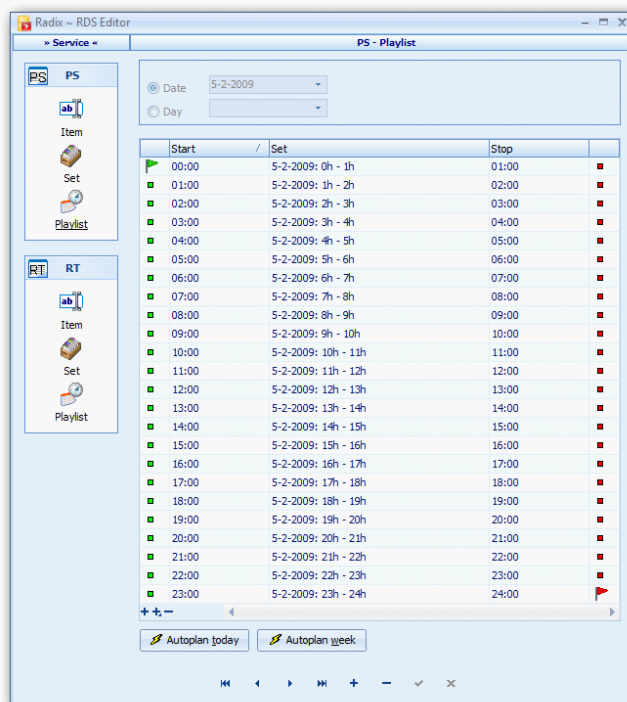 Radix ~ RDS Editor
» Service «
PS - Playlist
PS
PS
ab
Item
Set
Playlist
RT
RT
ab
Item
Set
Playlist
Date 5-2-2009
Day
Start / Set Stop
00:00 5-2-2009: 0h - 1h 01:00
01:00 5-2-2009: 1h - 2h 02:00
02:00 5-2-2009: 2h - 3h 03:00
03:00 5-2-2009: 3h - 4h 04:00
04:00 5-2-2009: 4h - 5h 05:00
05:00 5-2-2009: 5h - 6h 06:00
06:00 5-2-2009: 6h - 7h 07:00
07:00 5-2-2009: 7h - 8h 08:00
08:00 5-2-2009: 8h - 9h 09:00
09:00 5-2-2009: 9h - 10h 10:00
10:00 5-2-2009: 10h - 11h 11:00
11:00 5-2-2009: 11h - 12h 12:00
12:00 5-2-2009: 12h - 13h 13:00
13:00 5-2-2009: 13h - 14h 14:00
14:00 5-2-2009: 14h - 15h 15:00
15:00 5-2-2009: 15h - 16h 16:00
16:00 5-2-2009: 16h - 17h 17:00
17:00 5-2-2009: 17h - 18h 18:00
18:00 5-2-2009: 18h - 19h 19:00
19:00 5-2-2009: 19h - 20h 20:00
20:00 5-2-2009: 20h - 21h 21:00
21:00 5-2-2009: 21h - 22h 22:00
22:00 5-2-2009: 22h - 23h 23:00
23:00 5-2-2009: 23h - 24h 24:00
Autoplan today Autoplan week